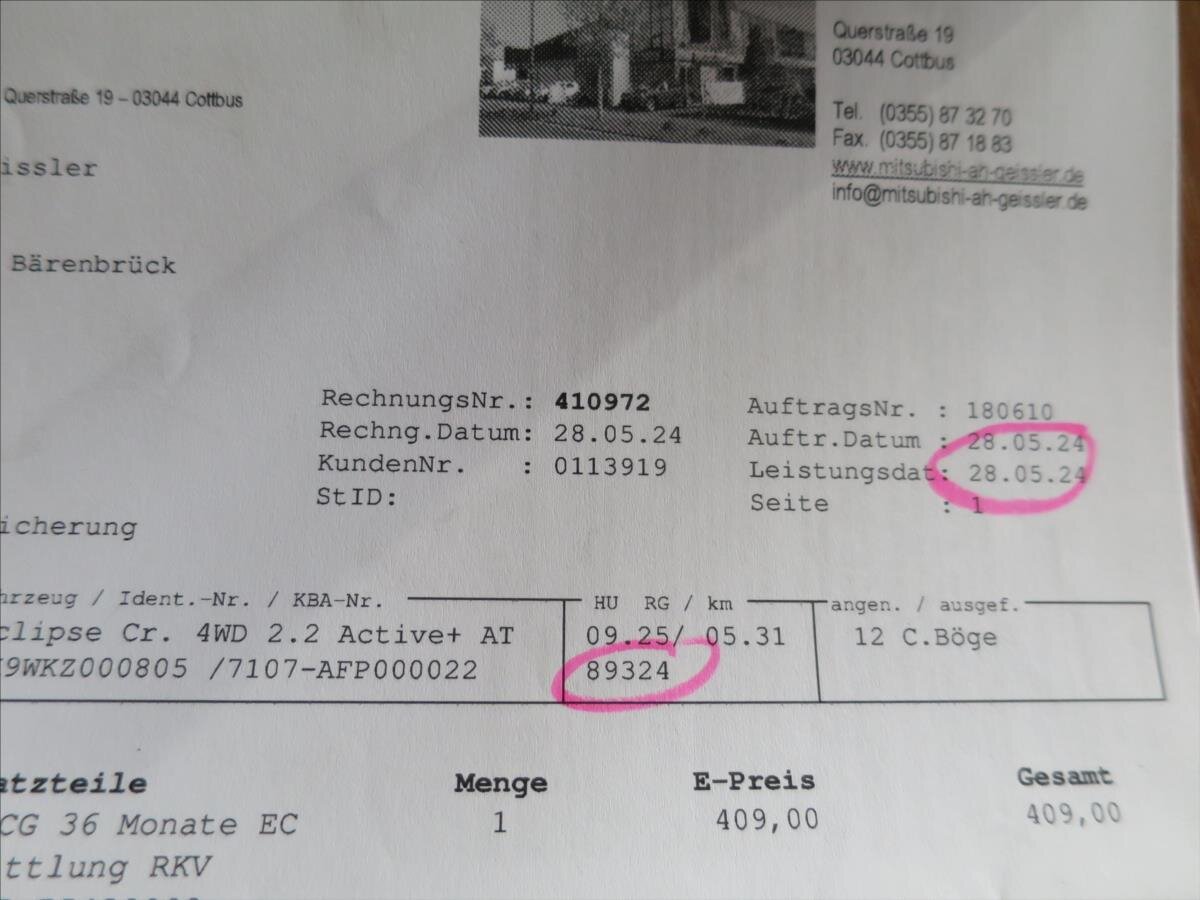 Querstraße 19
03044 Cottbus
Tel. (0355) 87 32 70
Fax. (0355) 87 18 83
www.mitsubishi-ah-geissler.de
info@mitsubishi-ah-geissler.de
Querstraße 19 – 03044 Cottbus
issler
Bärenbrück
RechnungsNr.: 410972
Rechng.Datum: 28.05.24
KundenNr. : 0113919
StID:
AuftragsNr. : 180610
Auftr.Datum : 28.05.24
Leistungsdat: 28.05.24
Seite : 1
icherung
hrzeug / Ident.-Nr. / KBA-Nr. HU RG / km angen. / ausgef.
clipse Cr. 4WD 2.2 Active+ AT 09.25/ 05.31 12 C.Böge
9WKZ000805 /7107-AFP000022 89324
atzteile Menge E-Preis Gesamt
CG 36 Monate EC 1 409,00 409,00
ttlung RKV